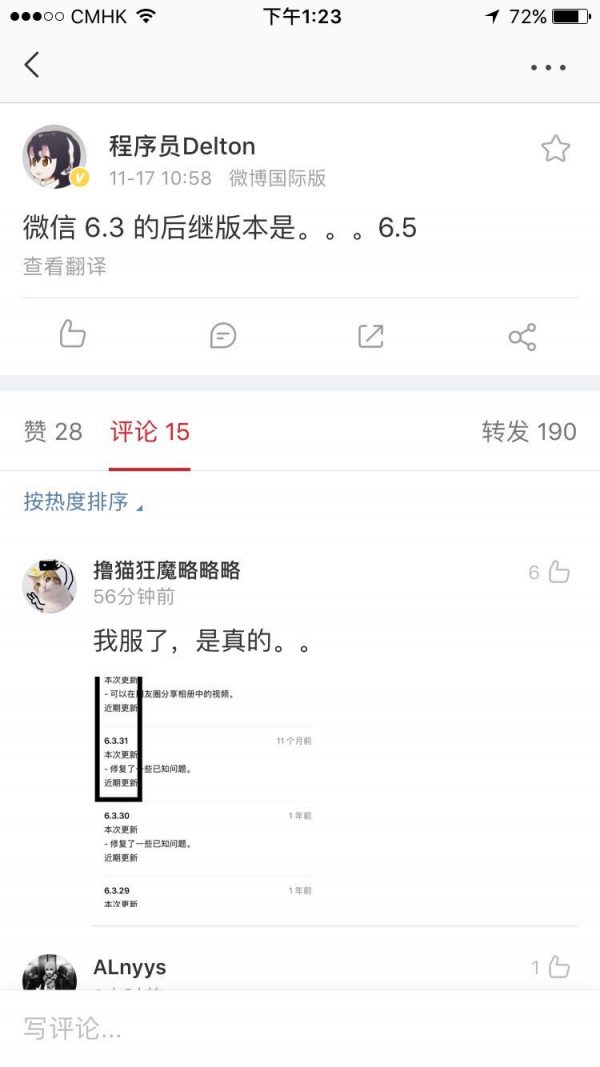 CMHK 下午1:23 72%
程序员Delton
11-17 10:58 微博国际版
微信 6.3 的后继版本是。。。6.5
查看翻译
赞 28 评论 15 转发 190
按热度排序
撸猫狂魔略略略
6
56分钟前
我服了，是真的。。
本次更新
- 可以在朋友圈分享相册中的视频。
近期更新
6.3.31 11个月前
本次更新
- 修复了一些已知问题。
近期更新
6.3.30 1年前
本次更新
- 修复了一些已知问题。
近期更新
6.3.29 1年前
本次更新
ALnyys
1
写评论...